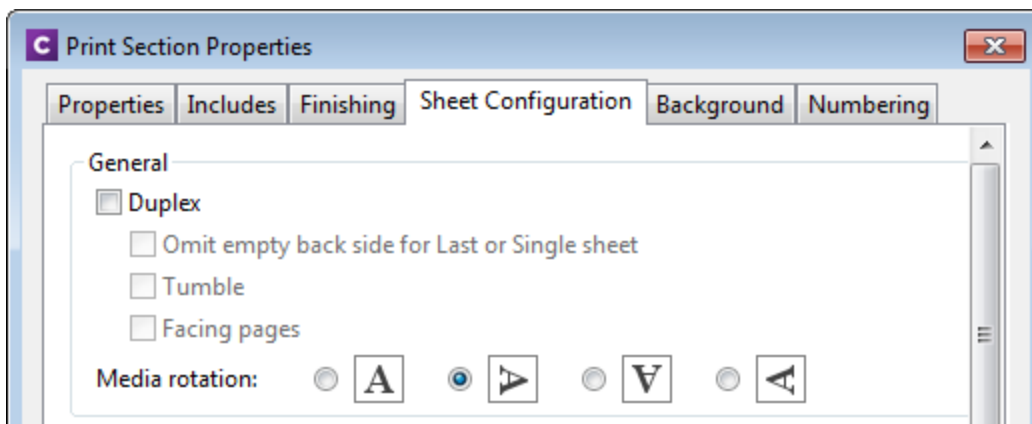 C Print Section Properties
Properties Includes Finishing Sheet Configuration Background Numbering
General
Duplex
Omit empty back side for Last or Single sheet
Tumble
Facing pages
Media rotation: A A A A